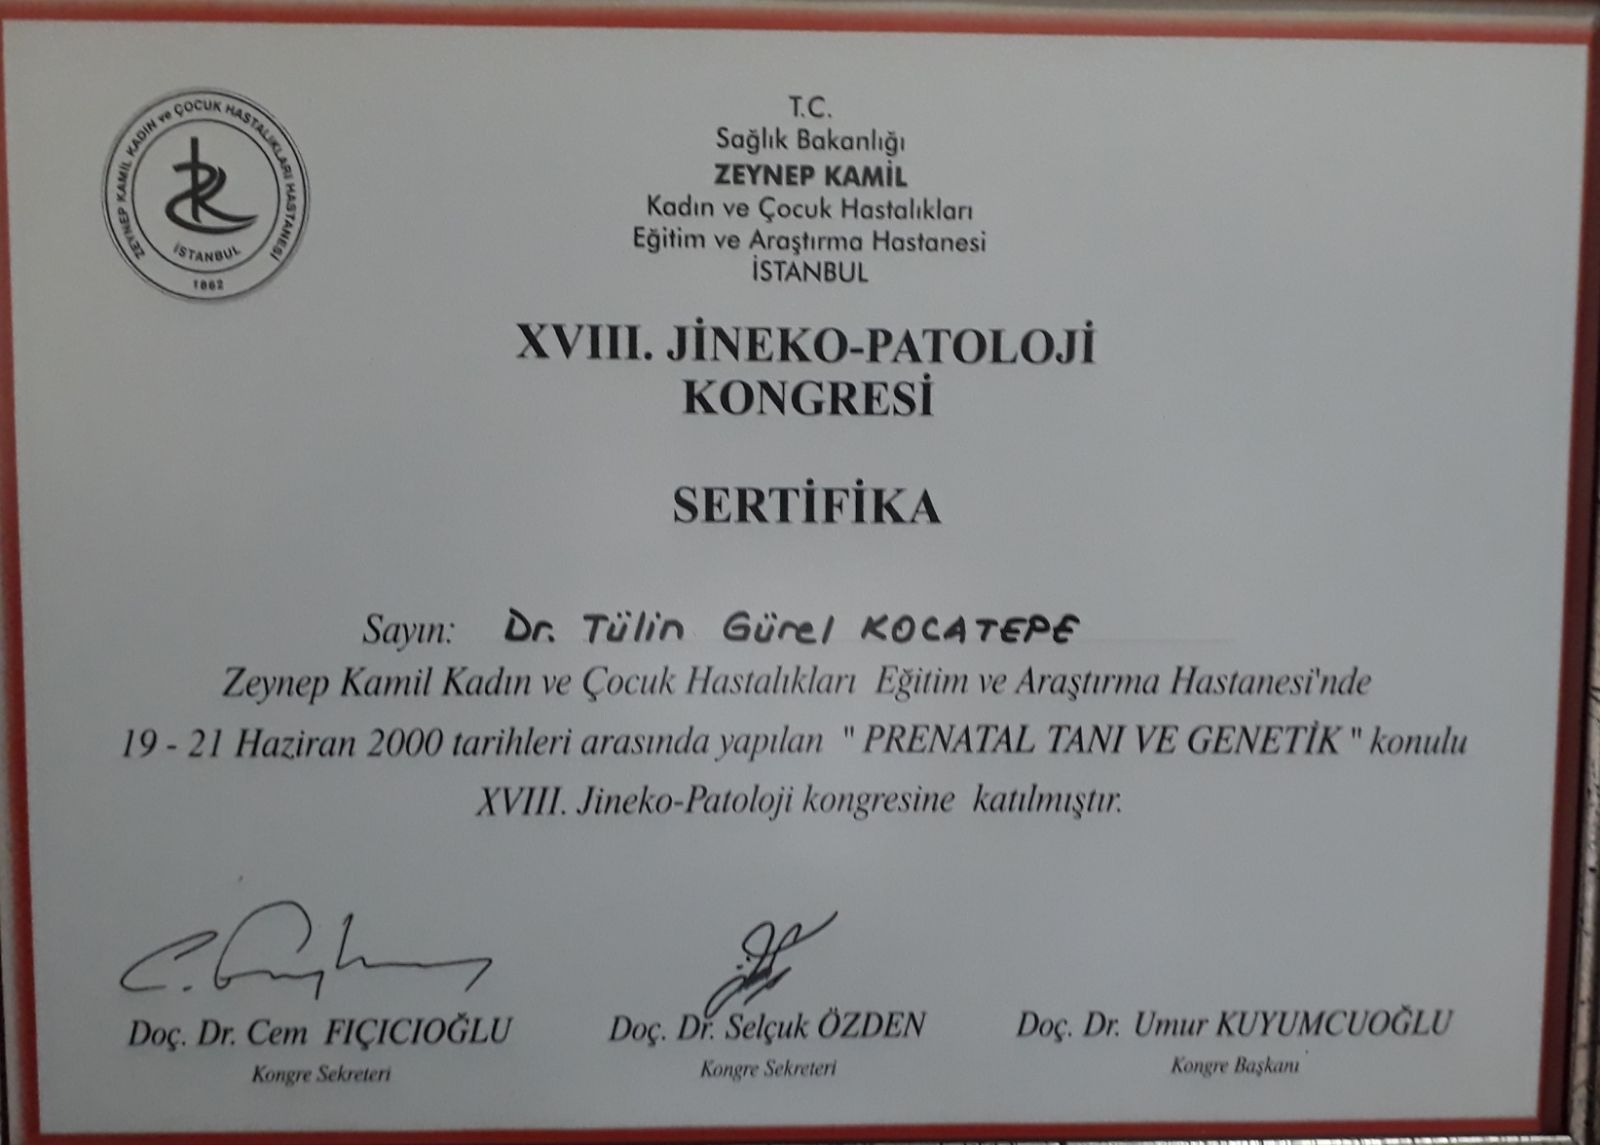 ZEYNEP KAMİL KADIN ve ÇOCUK HASTALIKLARI HASTANESİ
İSTANBUL
1862
T.C.
Sağlık Bakanlığı
ZEYNEP KAMİL
Kadın ve Çocuk Hastalıkları
Eğitim ve Araştırma Hastanesi
İSTANBUL
XVIII. JİNEKO-PATOLOJİ
KONGRESİ
SERTİFİKA
Sayın: Dr. Tülin Gürel KOCATEPE
Zeynep Kamil Kadın ve Çocuk Hastalıkları Eğitim ve Araştırma Hastanesi'nde
19 - 21 Haziran 2000 tarihleri arasında yapılan " PRENATAL TANI VE GENETİK " konulu
XVIII. Jineko-Patoloji kongresine katılmıştır.
Doç. Dr. Cem FIÇICIOĞLU
Kongre Sekreteri
Doç. Dr. Selçuk ÖZDEN
Kongre Sekreteri
Doç. Dr. Umur KUYUMCUOĞLU
Kongre Başkanı